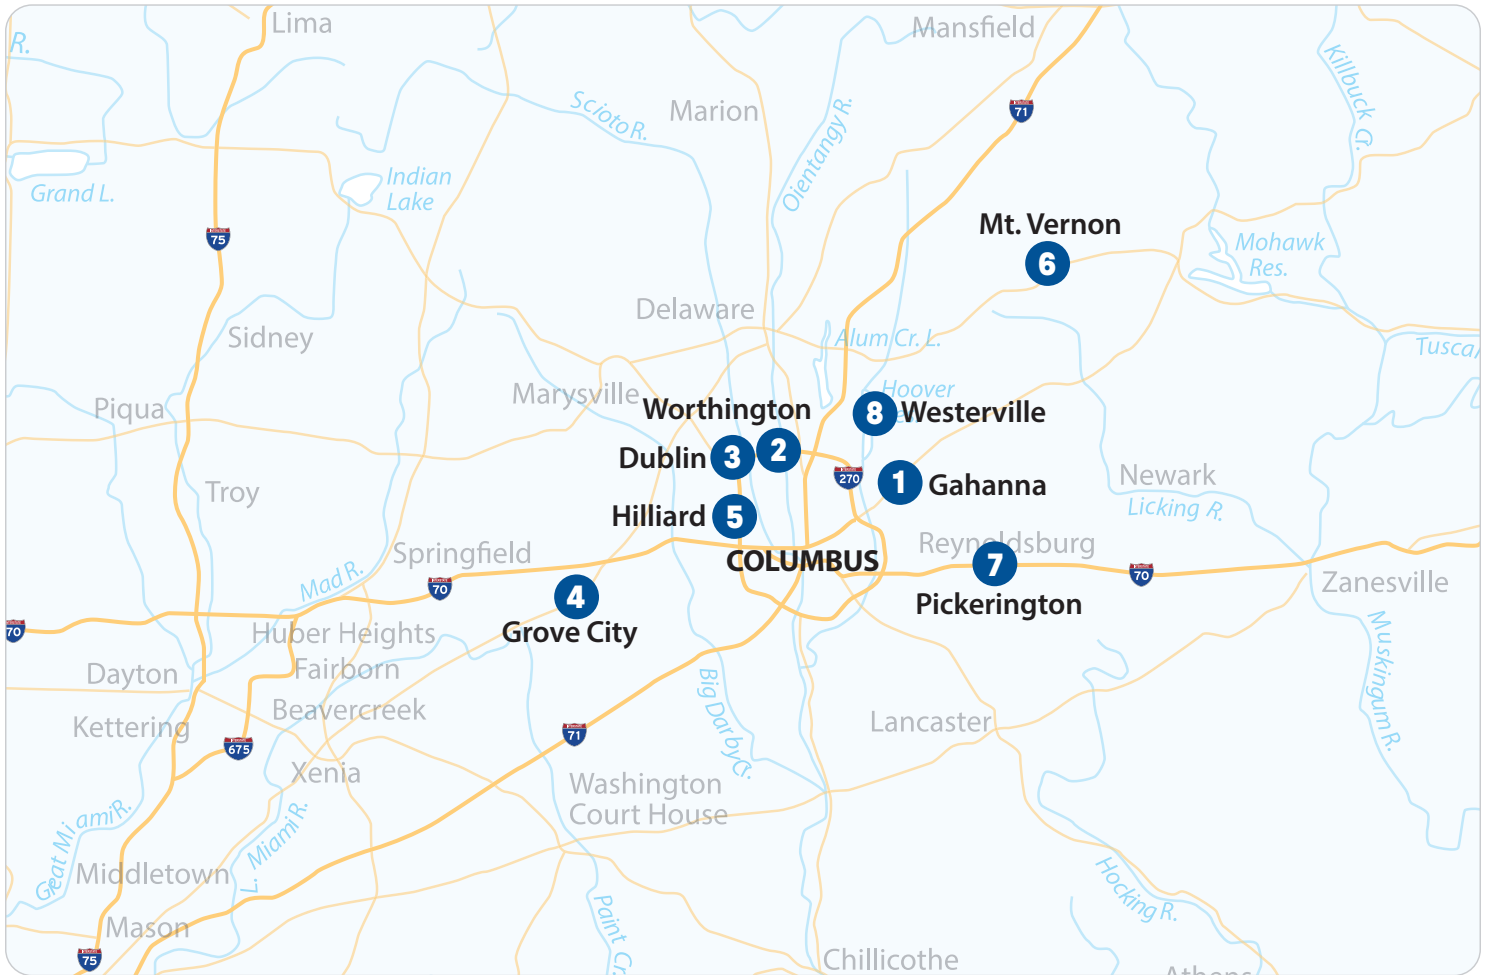 Lima
Mansfield
R.
Killbuck Cr.
Scioto R.
Marion
71
Oientangy R.
Grand L.
Indian
Lake
Mt. Vernon
75
6
Mohawk
Res.
Delaware
Sidney
Alum Cr. L.
Tusca
Hoover
Marysville
Piqua
Worthington
8 Westerville
Dublin 3 2
270
1 Gahanna
Newark
Troy
Licking R.
Hilliard 5
Springfield
COLUMBUS
Reynoldsburg
7
70
Mad R.
70
4
Zanesville
Pickerington
70
Huber Heights
Grove City
Fairborn
Dayton
Muskingum R.
Big Darby Cr.
Beavercreek
Kettering
Lancaster
71
675
Xenia
Washington
Court House
Great Miami R.
L. Miami R.
Middletown
Hocking R.
Mason
Paint Cr.
75
Chillicothe
Athens